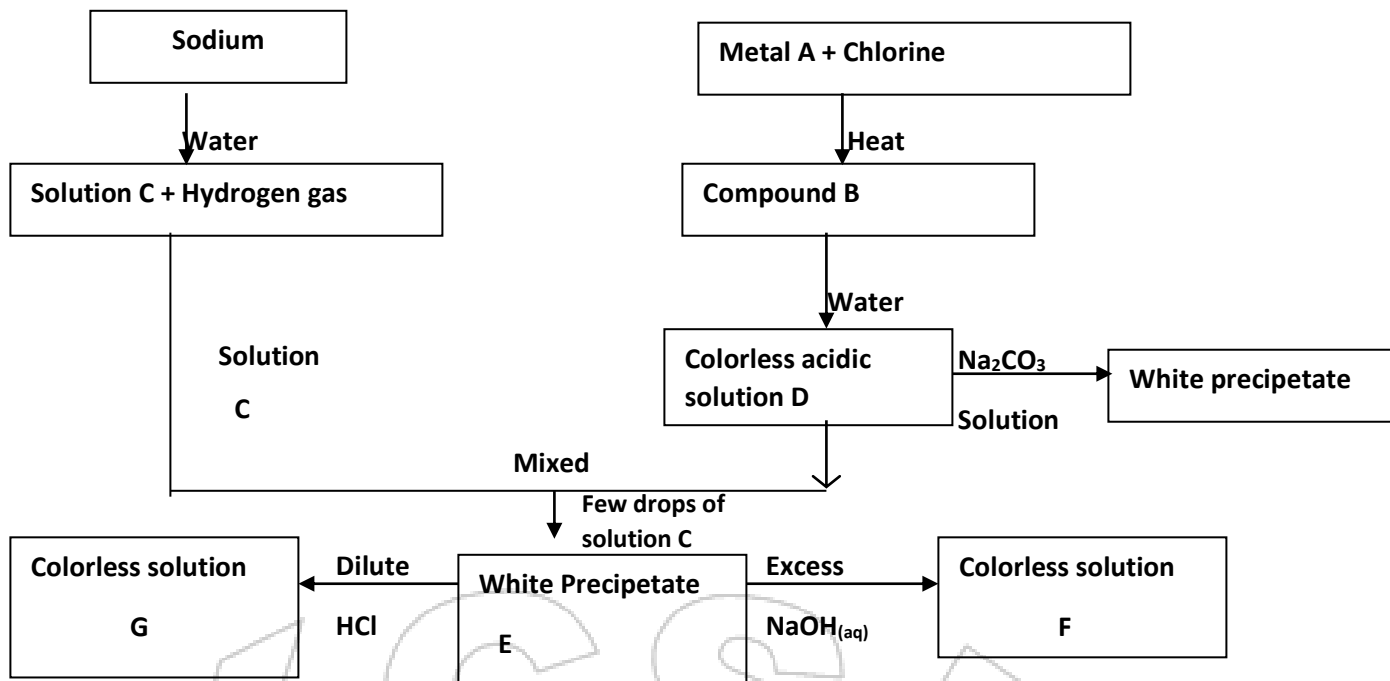 Sodium
Metal A + Chlorine
Water
Heat
Solution C + Hydrogen gas
Compound B
Water
Solution
C
Colorless acidic
solution D
Na₂CO₃
Solution
White precipetate
Mixed
Few drops of
solution C
Colorless solution
G
Dilute
HCl
White Precipetate
E
Excess
NaOH(aq)
Colorless solution
F